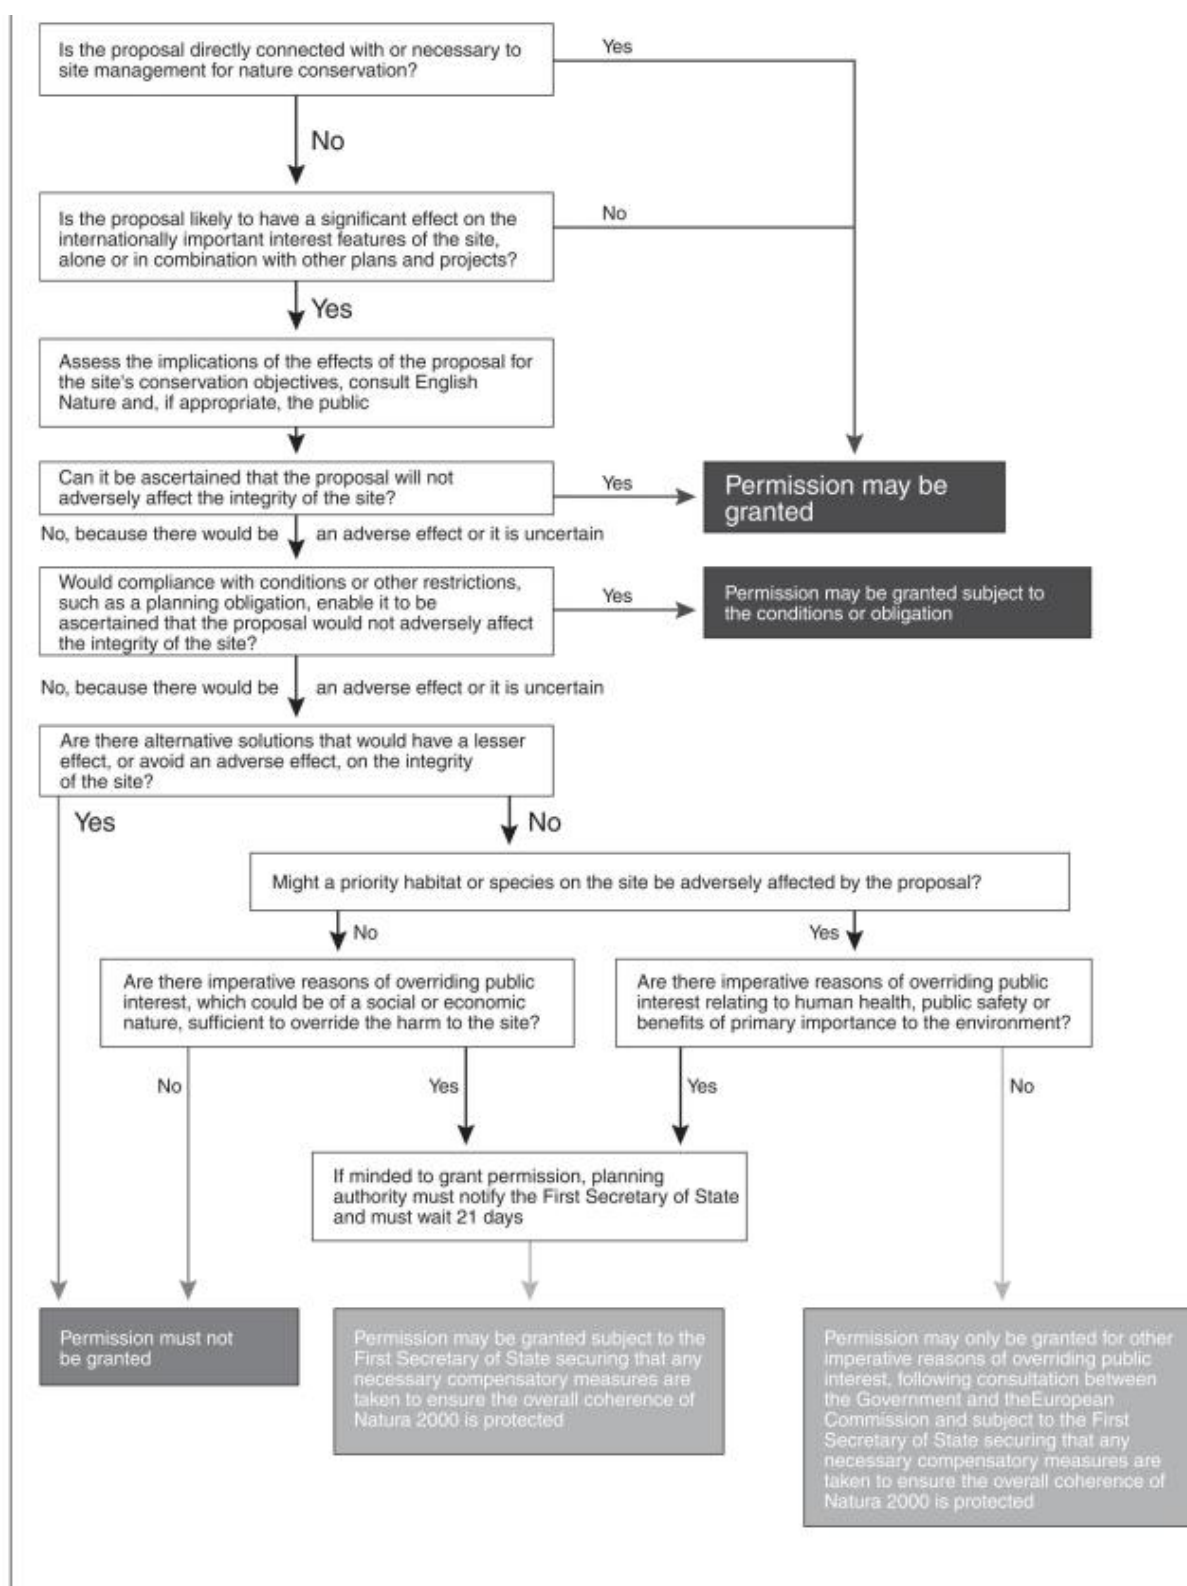 Is the proposal directly connected with or necessary to
site management for nature conservation?
Yes
No
Is the proposal likely to have a significant effect on the
internationally important interest features of the site,
alone or in combination with other plans and projects?
No
Yes
Assess the implications of the effects of the proposal for
the site's conservation objectives, consult English
Nature and, if appropriate, the public
Can it be ascertained that the proposal will not
adversely affect the integrity of the site?
Yes
Permission may be
granted
No, because there would be an adverse effect or it is uncertain
Would compliance with conditions or other restrictions,
such as a planning obligation, enable it to be
ascertained that the proposal would not adversely affect
the integrity of the site?
Yes
Permission may be granted subject to
the conditions or obligation
No, because there would be an adverse effect or it is uncertain
Are there alternative solutions that would have a lesser
effect, or avoid an adverse effect, on the integrity
of the site?
Yes
No
Might a priority habitat or species on the site be adversely affected by the proposal?
No
Yes
Are there imperative reasons of overriding public
interest, which could be of a social or economic
nature, sufficient to override the harm to the site?
Are there imperative reasons of overriding public
interest relating to human health, public safety or
benefits of primary importance to the environment?
No
Yes
Yes
No
If minded to grant permission, planning
authority must notify the First Secretary of State
and must wait 21 days
Permission must not
be granted
Permission may be granted subject to the
First Secretary of State securing that any
necessary compensatory measures are
taken to ensure the overall coherence of
Natura 2000 is protected
Permission may only be granted for other
imperative reasons of overriding public
interest, following consultation between
the Government and theEuropean
Commission and subject to the First
Secretary of State securing that any
necessary compensatory measures are
taken to ensure the overall coherence of
Natura 2000 is protected